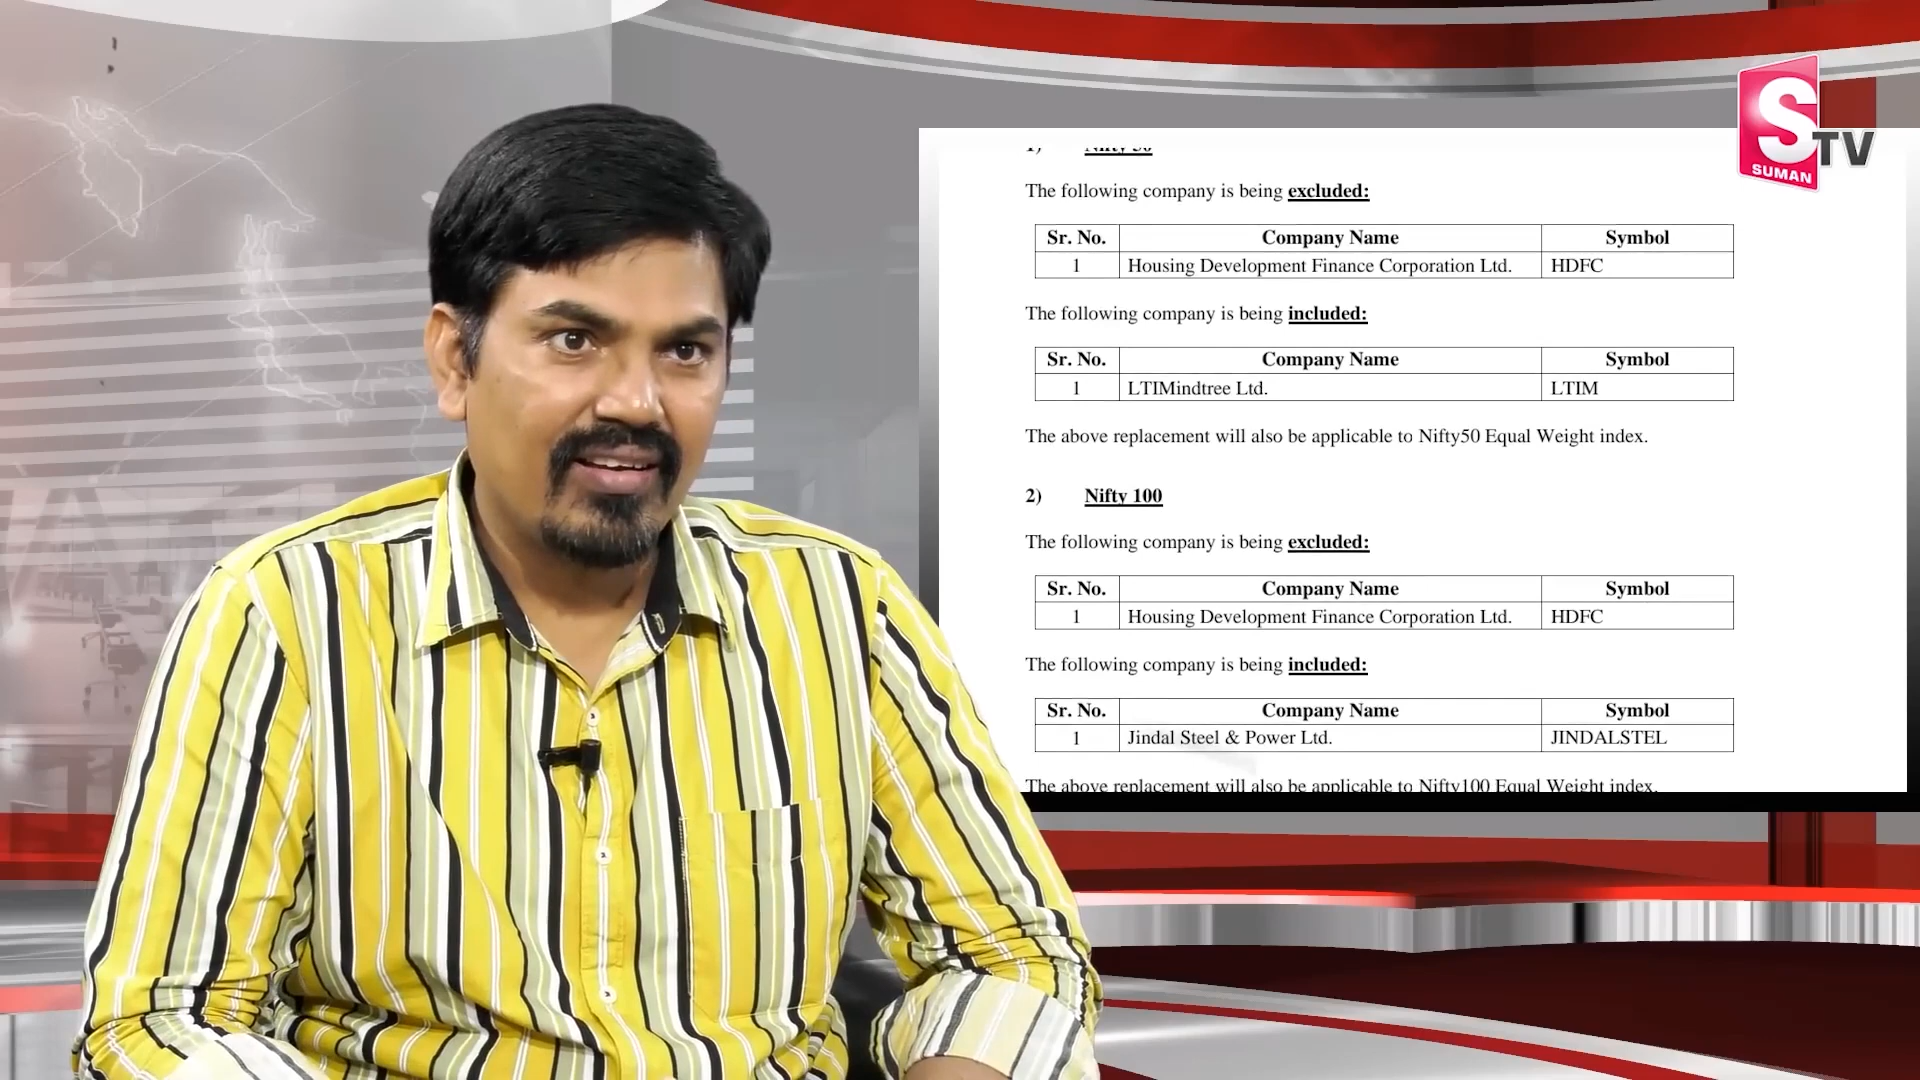 S
TV
SUMAN
1) Nifty 50
The following company is being excluded:
Sr. No. Company Name Symbol
1 Housing Development Finance Corporation Ltd. HDFC
The following company is being included:
Sr. No. Company Name Symbol
1 LTIMindtree Ltd. LTIM
The above replacement will also be applicable to Nifty50 Equal Weight index.
2) Nifty 100
The following company is being excluded:
Sr. No. Company Name Symbol
1 Housing Development Finance Corporation Ltd. HDFC
The following company is being included:
Sr. No. Company Name Symbol
1 Jindal Steel & Power Ltd. JINDALSTEL
The above replacement will also be applicable to Nifty100 Equal Weight index.